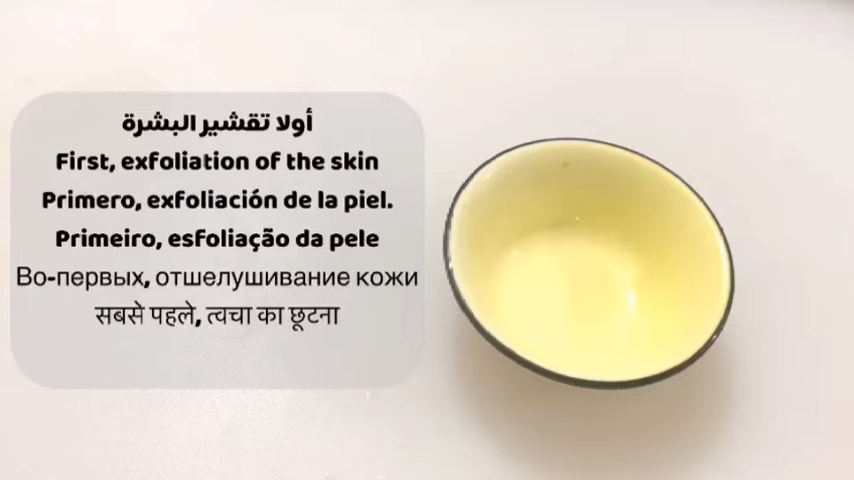 أولا تقشير البشرة
First, exfoliation of the skin
Primero, exfoliación de la piel.
Primeiro, esfoliação da pele
Во-первых, отшелушивание кожи
सबसे पहले, त्वचा का छूटना